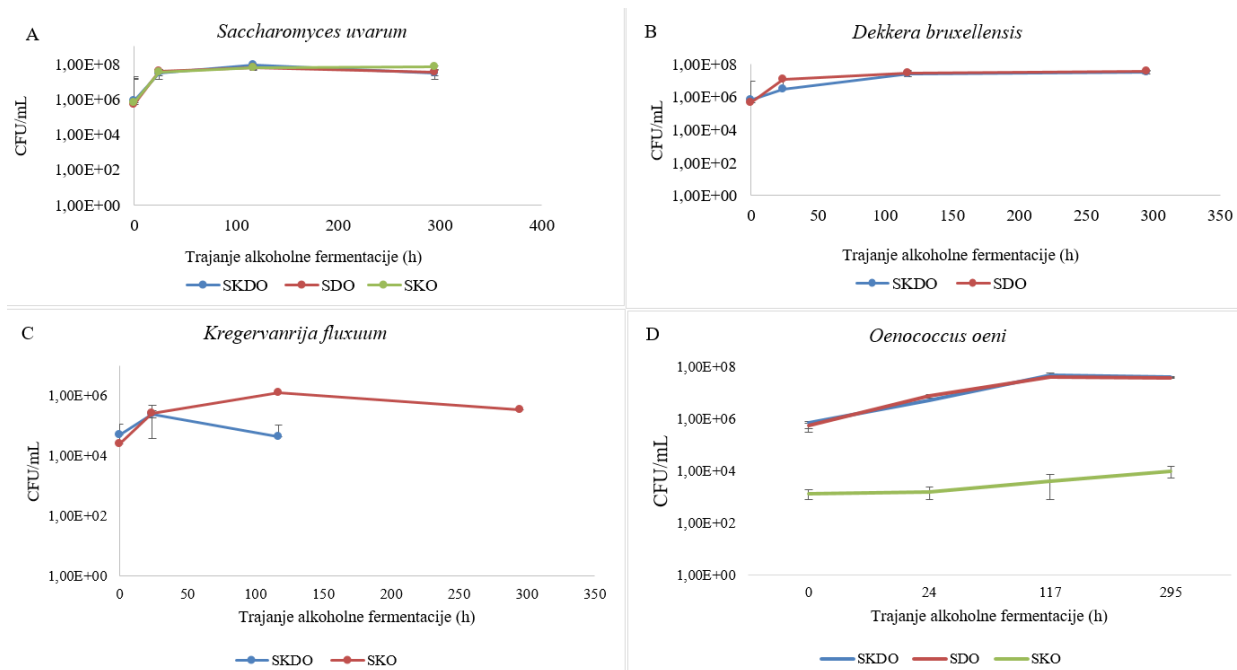 A
Saccharomyces uvarum
CFU/mL
1,00E+08
1,00E+06
1,00E+04
1,00E+02
1,00E+00
0 100 200 300 400
Trajanje alkoholne fermentacije (h)
SKDO SDO SKO
B
Dekkera bruxellensis
CFU/mL
1,00E+08
1,00E+06
1,00E+04
1,00E+02
1,00E+00
0 50 100 150 200 250 300 350
Trajanje alkoholne fermentacije (h)
SKDO SDO
C
Kregervanrija fluxuum
CFU/mL
1,00E+06
1,00E+04
1,00E+02
1,00E+00
0 50 100 150 200 250 300 350
Trajanje alkoholne fermentacije (h)
SKDO SKO
D
Oenococcus oeni
CFU/mL
1,00E+08
1,00E+06
1,00E+04
1,00E+02
1,00E+00
0 24 117 295
Trajanje alkoholne fermentacije (h)
SKDO SDO SKO